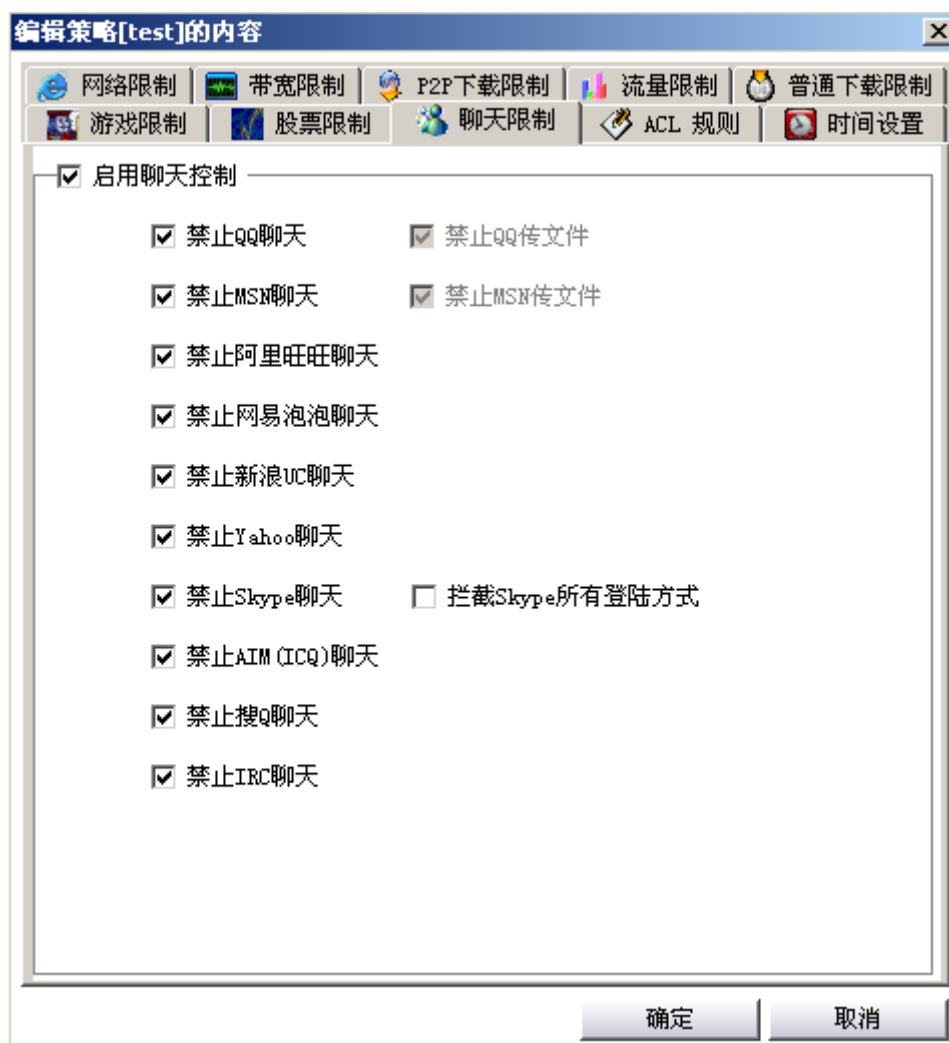 编辑策略[test]的内容
网络限制 带宽限制 P2P下载限制 流量限制 普通下载限制
游戏限制 股票限制 聊天限制 ACL 规则 时间设置
启用聊天控制
禁止QQ聊天 禁止QQ传文件
禁止MSN聊天 禁止MSN传文件
禁止阿里旺旺聊天
禁止网易泡泡聊天
禁止新浪UC聊天
禁止Yahoo聊天
禁止Skype聊天 拦截Skype所有登陆方式
禁止AIM(ICQ)聊天
禁止搜Q聊天
禁止IRC聊天
确定 取消